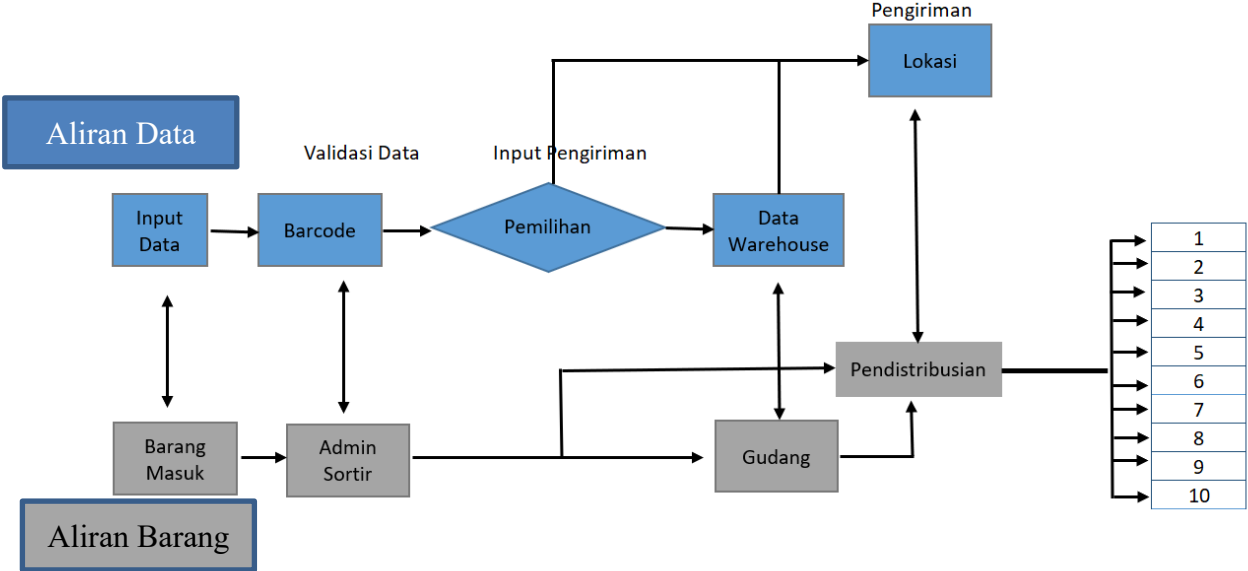 Pengiriman
Lokasi
Aliran Data
Validasi Data
Input Pengiriman
Input
Data
Barcode
Pemilihan
Data
Warehouse
1
2
3
4
5
6
7
8
9
10
Pendistribusian
Barang
Masuk
Admin
Sortir
Gudang
Aliran Barang